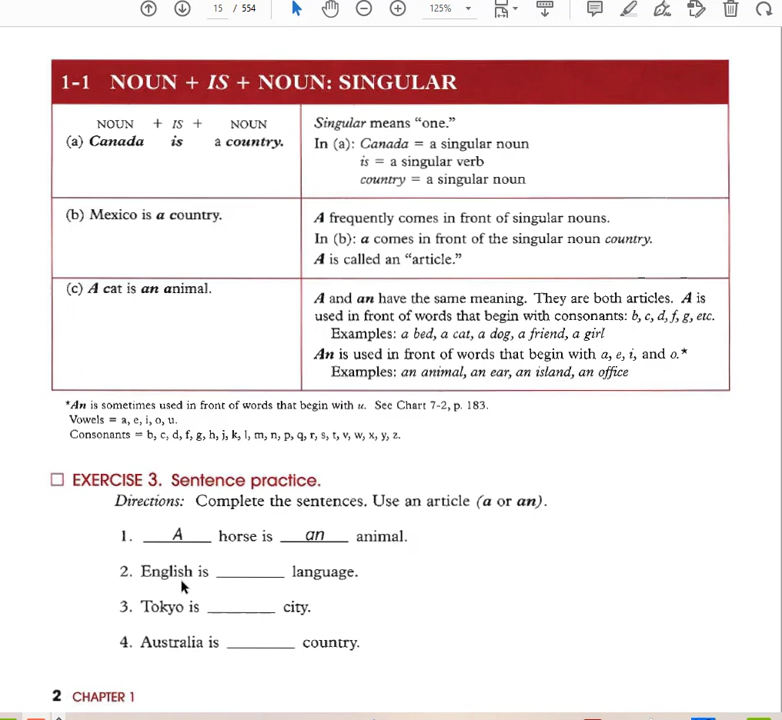 15 / 554
125%
1-1 NOUN + IS + NOUN: SINGULAR
NOUN + IS + NOUN
(a) Canada is a country.
Singular means “one.”
In (a): Canada = a singular noun
is = a singular verb
country = a singular noun
(b) Mexico is a country.
A frequently comes in front of singular nouns.
In (b): a comes in front of the singular noun country.
A is called an “article.”
(c) A cat is an animal.
A and an have the same meaning. They are both articles. A is
used in front of words that begin with consonants: b, c, d, f, g, etc.
Examples: a bed, a cat, a dog, a friend, a girl
An is used in front of words that begin with a, e, i, and o.*
Examples: an animal, an ear, an island, an office
*An is sometimes used in front of words that begin with u. See Chart 7-2, p. 183.
Vowels = a, e, i, o, u.
Consonants = b, c, d, f, g, h, j, k, l, m, n, p, q, r, s, t, v, w, x, y, z.
EXERCISE 3. Sentence practice.
Directions: Complete the sentences. Use an article (a or an).
1. A horse is an animal.
2. English is ________ language.
3. Tokyo is ________ city.
4. Australia is ________ country.
2 CHAPTER 1